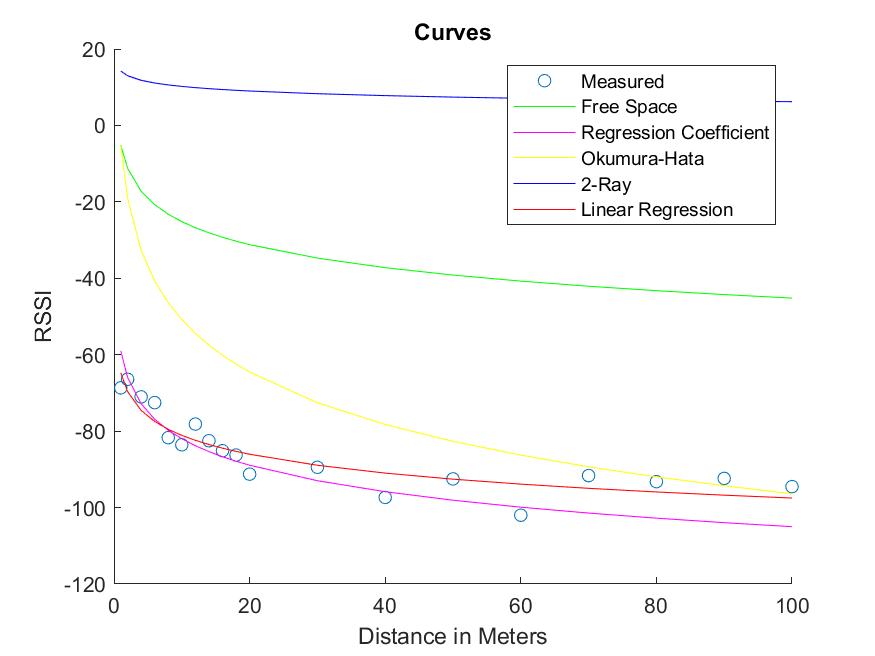 Curves
20
0
-20
-40
-60
-80
-100
-120
RSSI
Measured
Free Space
Regression Coefficient
Okumura-Hata
2-Ray
Linear Regression
0 20 40 60 80 100
Distance in Meters